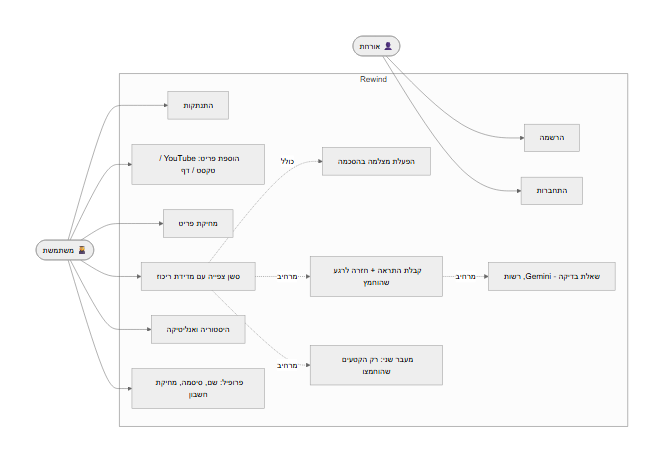 אורחת
Rewind
התנתקות
הרשמה
הוספת פריט: YouTube /
טקסט / דף
כולל
הפעלת מצלמה בהסכמה
התחברות
מחיקת פריט
משתמשת
סשן צפייה עם מדידת ריכוז
מרחיב
קבלת התראה + חזרה לרגע
שהוחמץ
מרחיב
שאלת בדיקה - Gemini, רשות
היסטוריה ואנליטיקה
מרחיב
מעבר שני: רק הקטעים
שהוחמצו
פרופיל: שם, סיסמה, מחיקת
חשבון